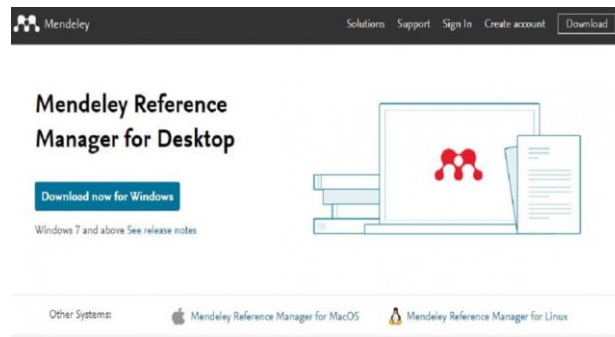 Mendeley Solutions Support Sign In Create account Download
Mendeley Reference
Manager for Desktop
Download now for Windows
Windows 7 and above See release notes
Other Systems: Mendeley Reference Manager for MacOS Mendeley Reference Manager for Linux